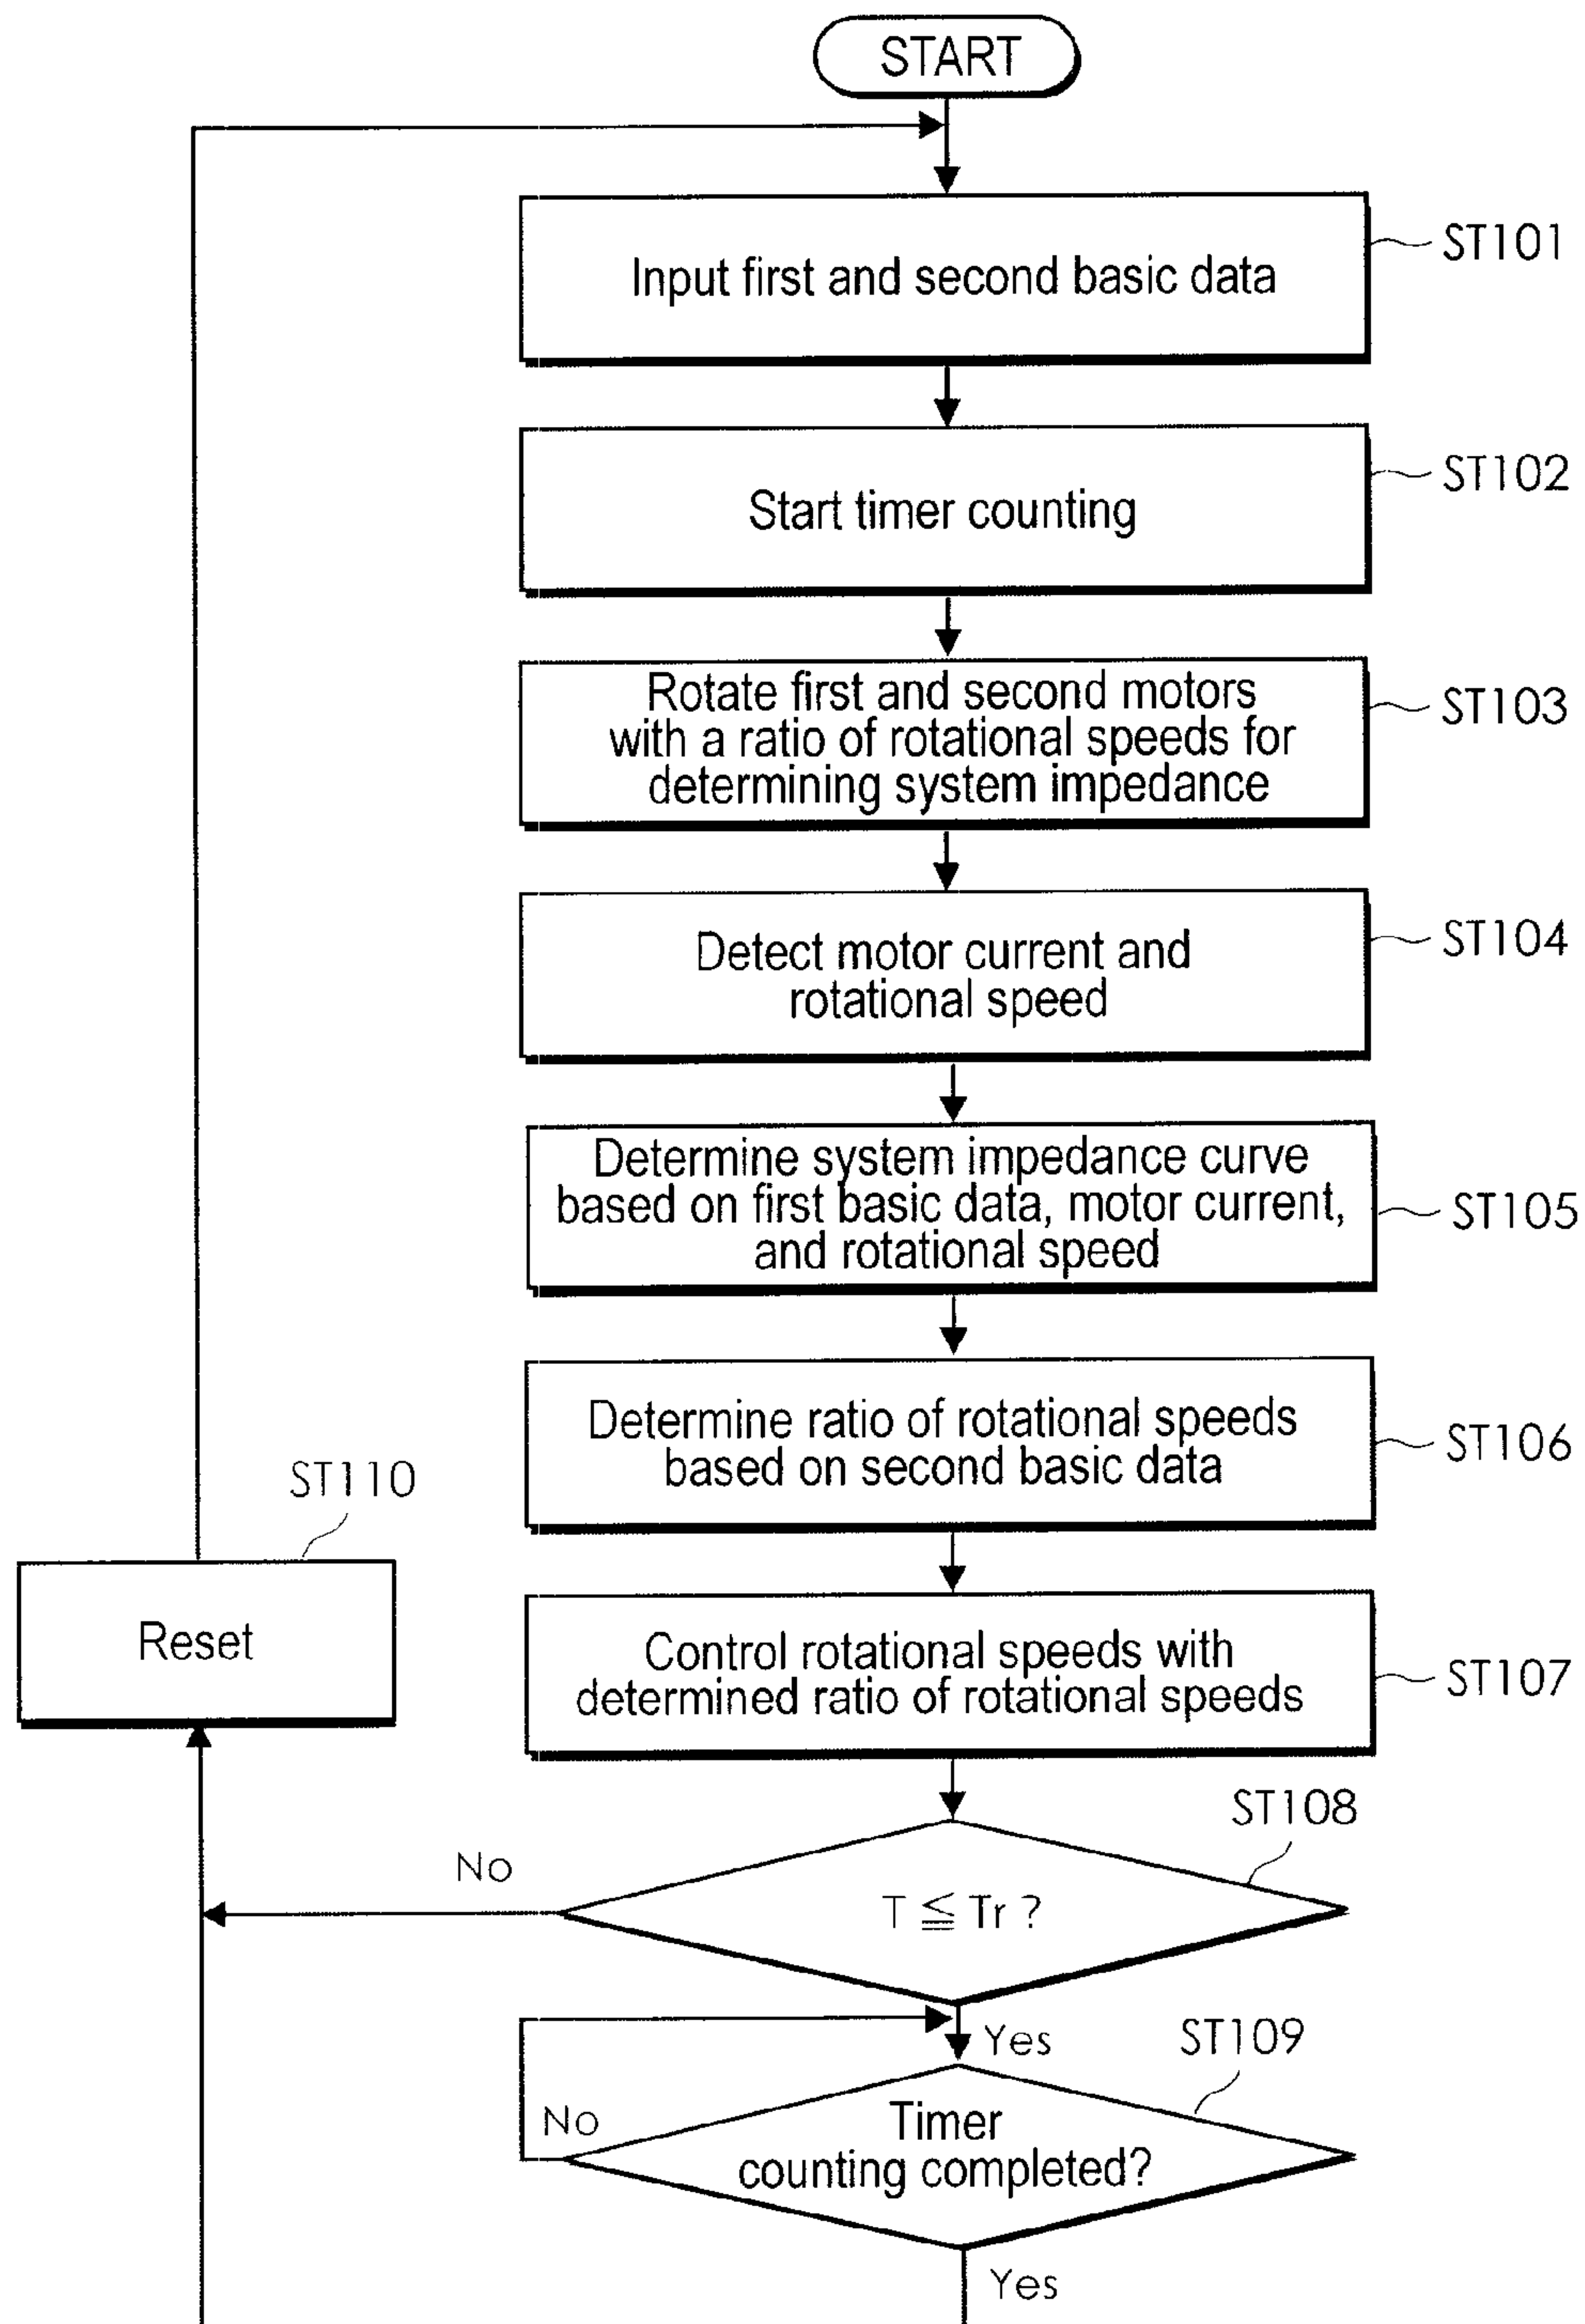 START
Input first and second basic data
ST101
Start timer counting
ST102
Rotate first and second motors
with a ratio of rotational speeds for
determining system impedance
ST103
Detect motor current and
rotational speed
ST104
Determine system impedance curve
based on first basic data, motor current,
and rotational speed
ST105
Determine ratio of rotational speeds
based on second basic data
ST106
ST110
Reset
Control rotational speeds with
determined ratio of rotational speeds
ST107
ST108
No
T ≦ Tr ?
Yes
ST109
No
Timer
counting completed?
Yes